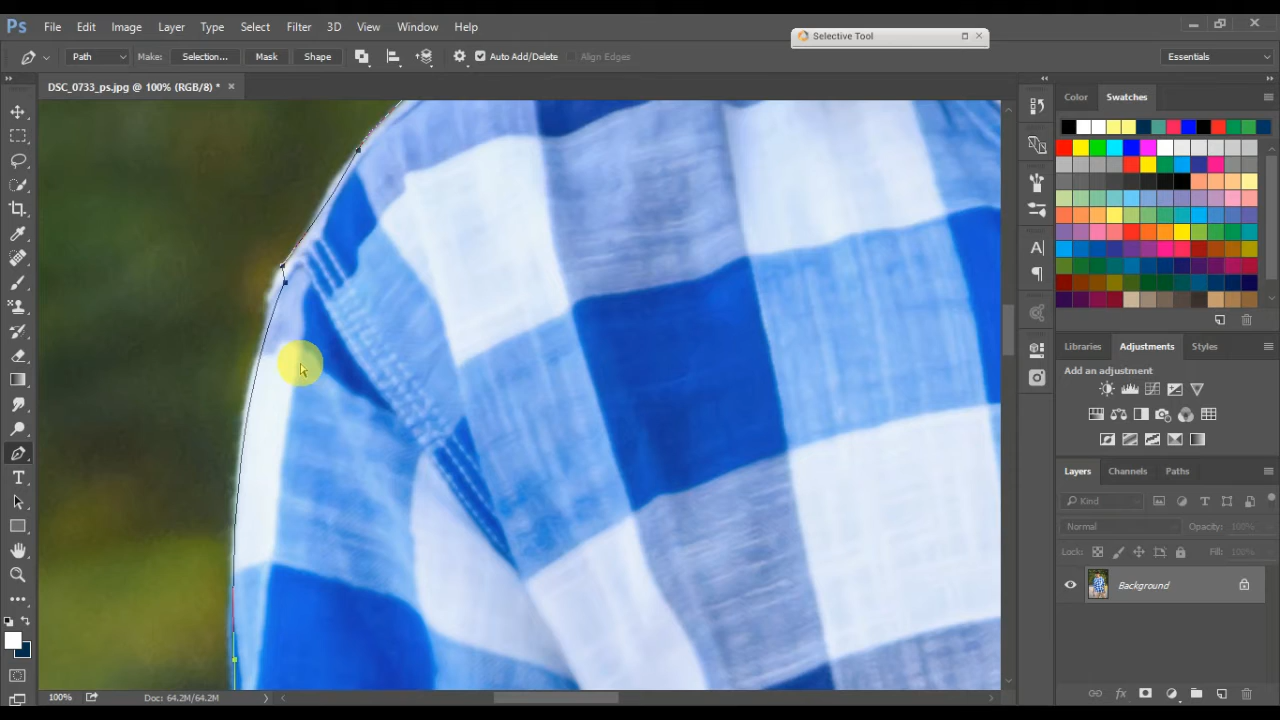 Ps File Edit Image Layer Type Select Filter 3D View Window Help
Selective Tool
Path Make: Selection... Mask Shape Auto Add/Delete Align Edges Essentials
DSC_0733_ps.jpg @ 100% (RGB/8) *
Color Swatches
Libraries Adjustments Styles
Add an adjustment
Layers Channels Paths
Kind
Normal Opacity: 100%
Lock: Fill: 100%
Background
100% Doc: 64.2M/64.2M